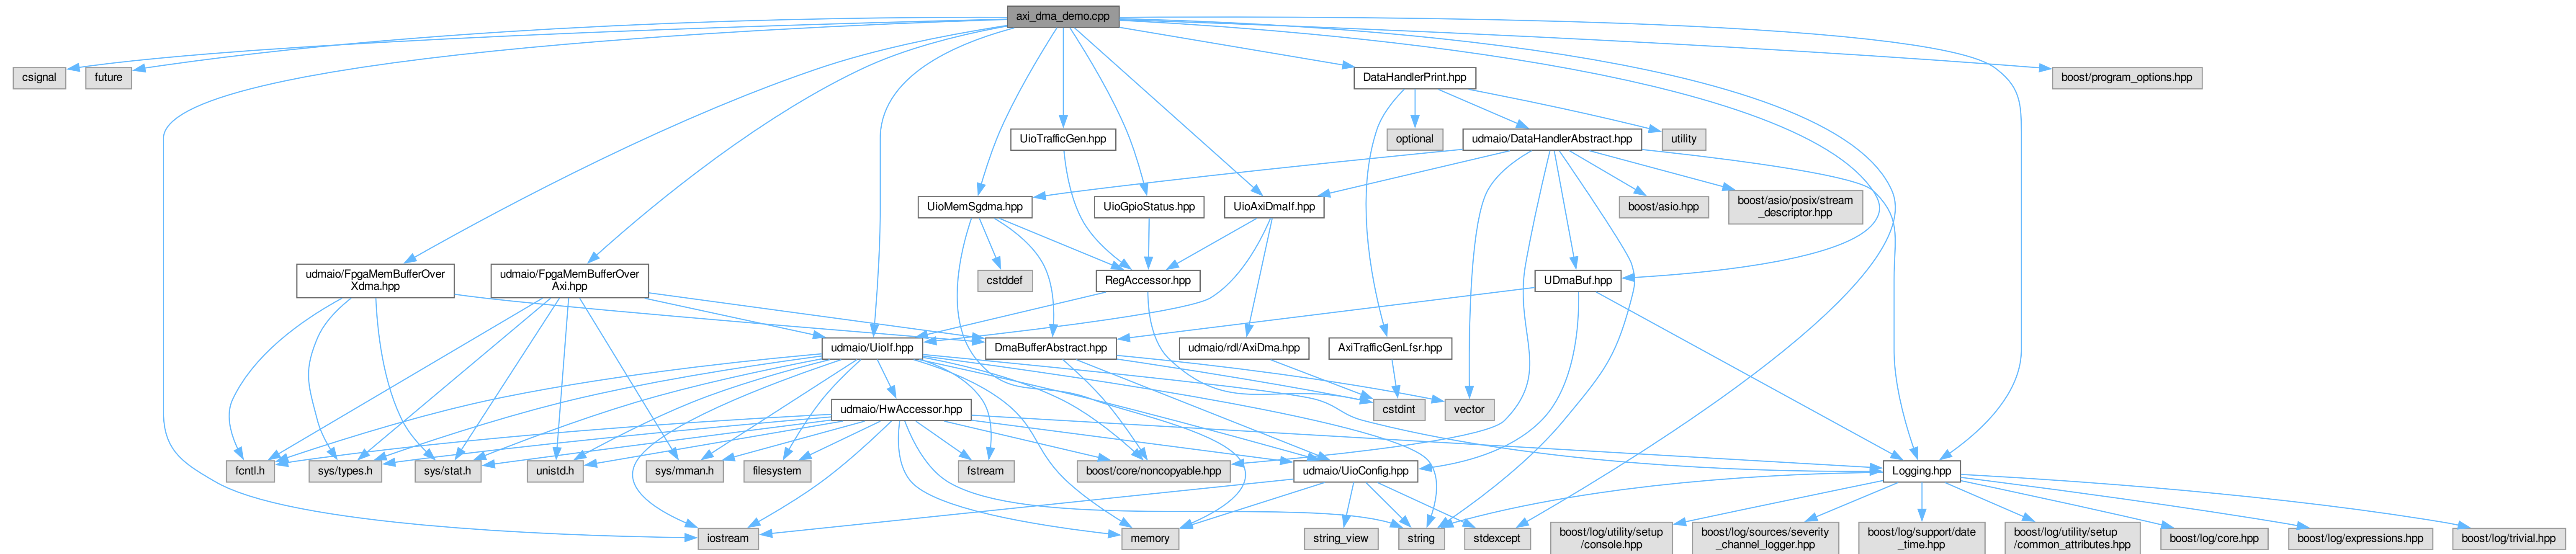 axi_dma_demo.cpp
csignal
future
DataHandlerPrint.hpp
boost/program_options.hpp
UioTrafficGen.hpp
optional
udmaio/DataHandlerAbstract.hpp
utility
UioMemSgdma.hpp
UioGpioStatus.hpp
UioAxiDmaIf.hpp
boost/asio.hpp
boost/asio/posix/stream
_descriptor.hpp
udmaio/FpgaMemBufferOver
Xdma.hpp
udmaio/FpgaMemBufferOver
Axi.hpp
cstddef
RegAccessor.hpp
UDmaBuf.hpp
udmaio/UioIf.hpp
DmaBufferAbstract.hpp
udmaio/rdl/AxiDma.hpp
AxiTrafficGenLfsr.hpp
udmaio/HwAccessor.hpp
cstdint
vector
fcntl.h
sys/types.h
sys/stat.h
unistd.h
sys/mman.h
filesystem
fstream
boost/core/noncopyable.hpp
udmaio/UioConfig.hpp
Logging.hpp
iostream
memory
string_view
string
stdexcept
boost/log/utility/setup
/console.hpp
boost/log/sources/severity
_channel_logger.hpp
boost/log/support/date
_time.hpp
boost/log/utility/setup
/common_attributes.hpp
boost/log/core.hpp
boost/log/expressions.hpp
boost/log/trivial.hpp